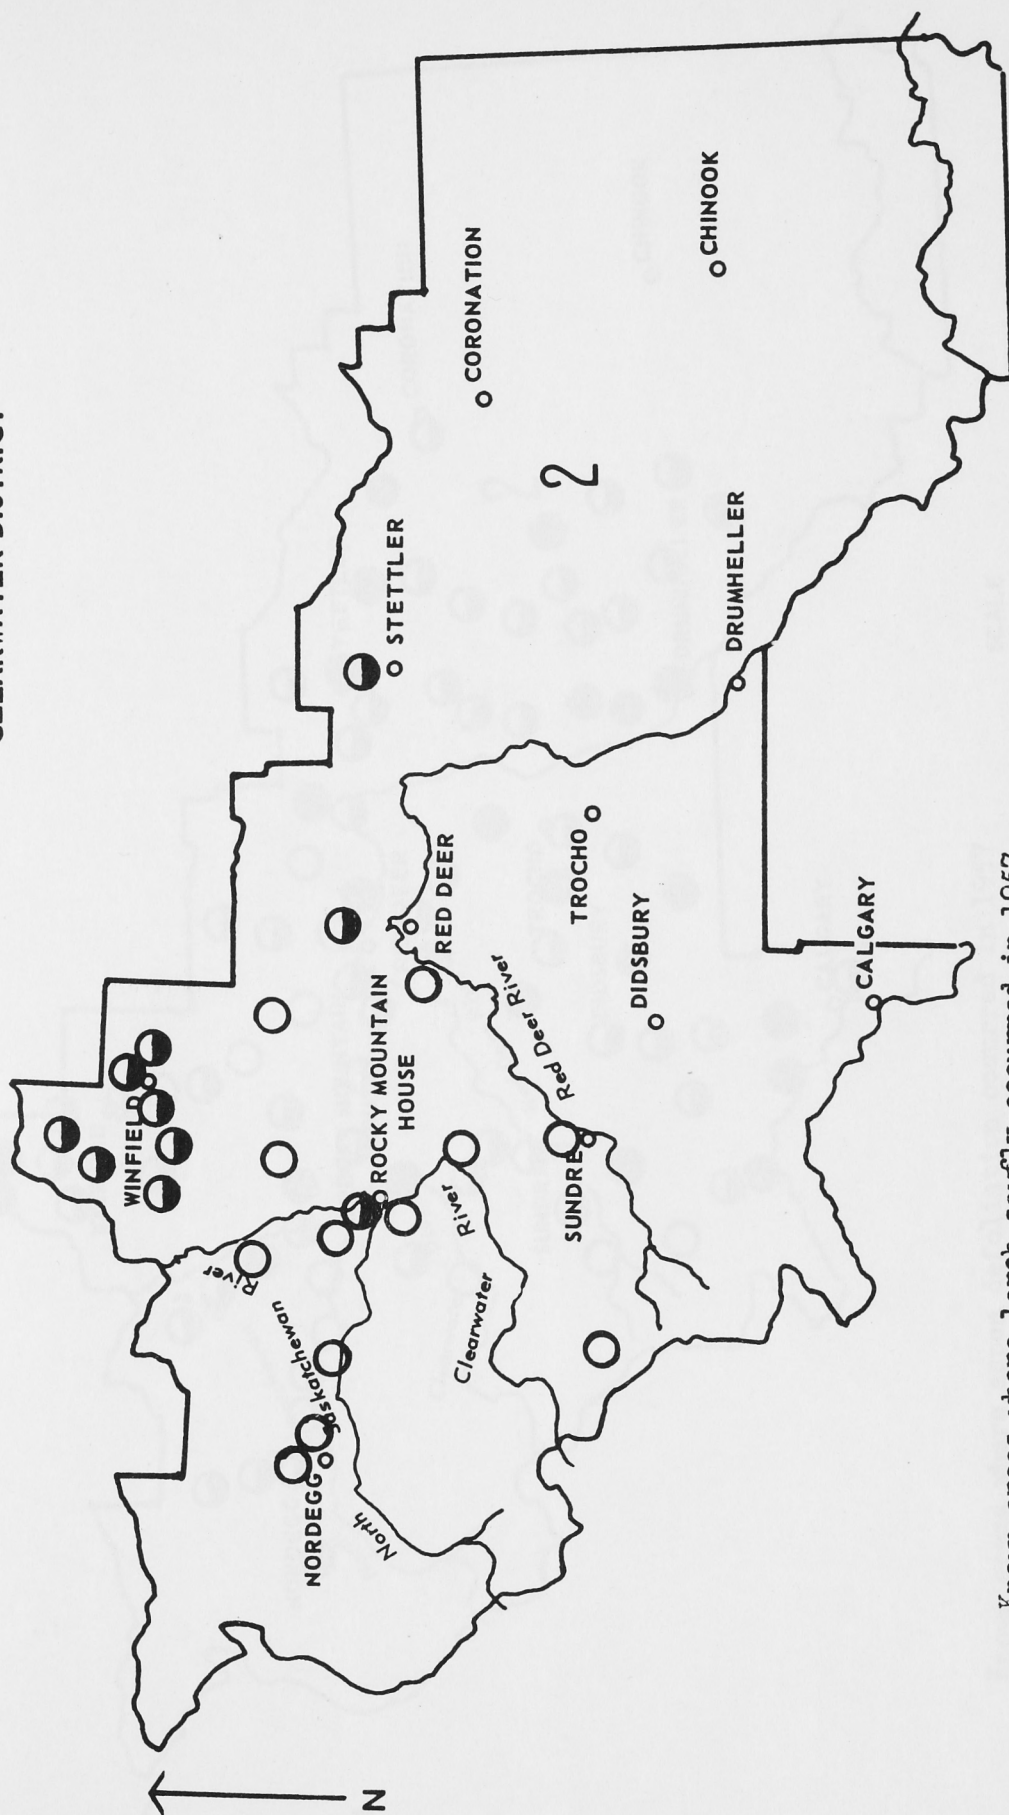 CLEARWATER DISTRICT
WINFIELD
STETTLER
CORONATION
NORDEGG
North
Saskatchewan
River
ROCKY MOUNTAIN
HOUSE
RED DEER
2
Clearwater
River
Red Deer River
SUNDRE
TROCHO
DIDSBURY
DRUMHELLER
CHINOOK
CALGARY
N
Known areas where larch sawfly occurred in 1957